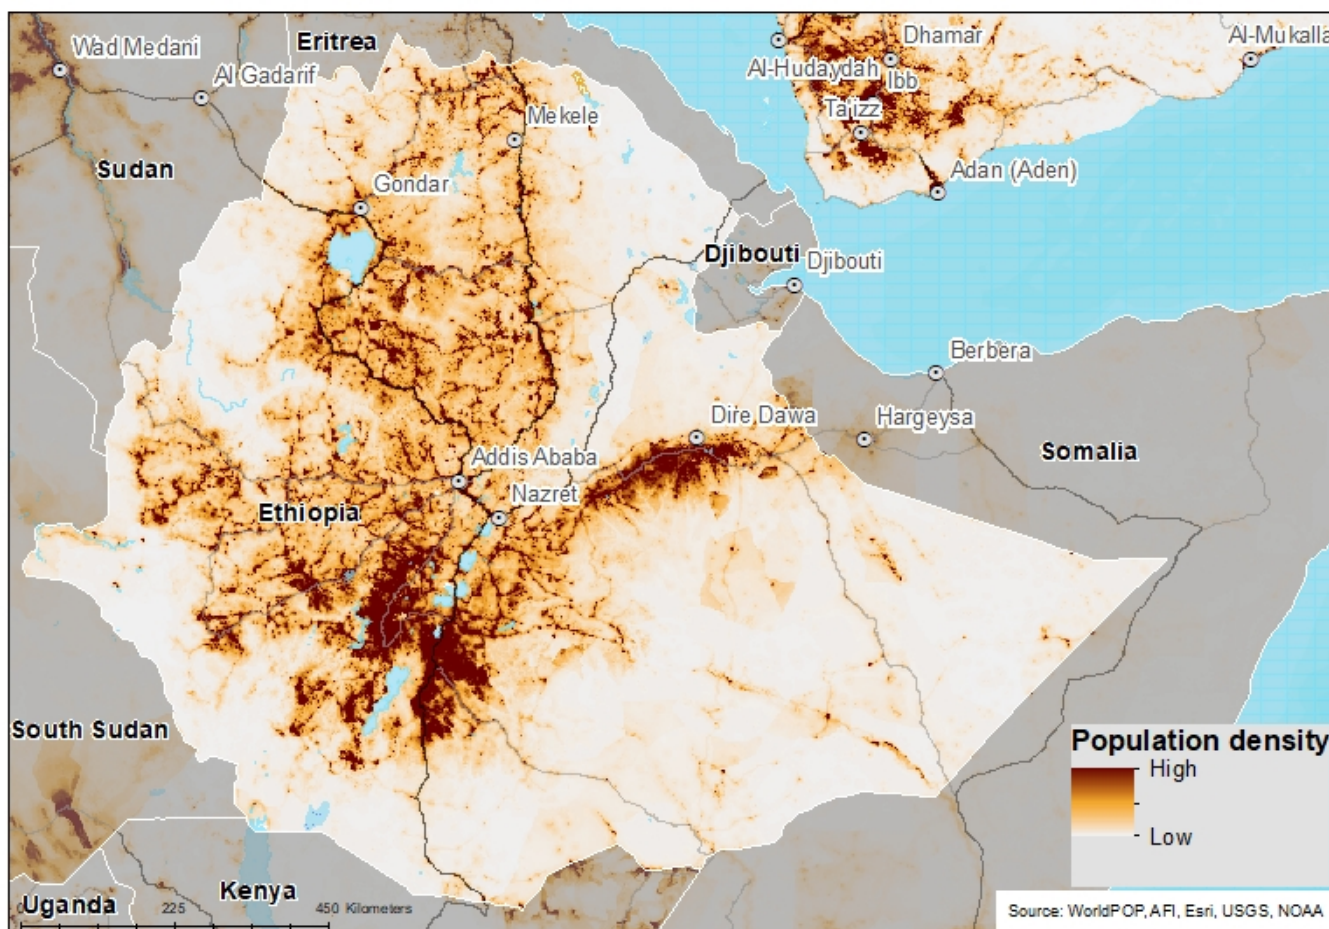 Wad Medani
Eritrea
Dhamar
Al-Mukalla
Al Gadarif
Al-Hudaydah
Ibb
Mekele
Ta'izz
Sudan
Gondar
Adan (Aden)
Djibouti
Djibouti
Berbera
Dire Dawa
Hargeysa
Addis Ababa
Somalia
Nazret
Ethiopia
South Sudan
Population density
High
Low
Kenya
Uganda
0 225 450 Kilometers
Source: WorldPOP, AFI, Esri, USGS, NOAA